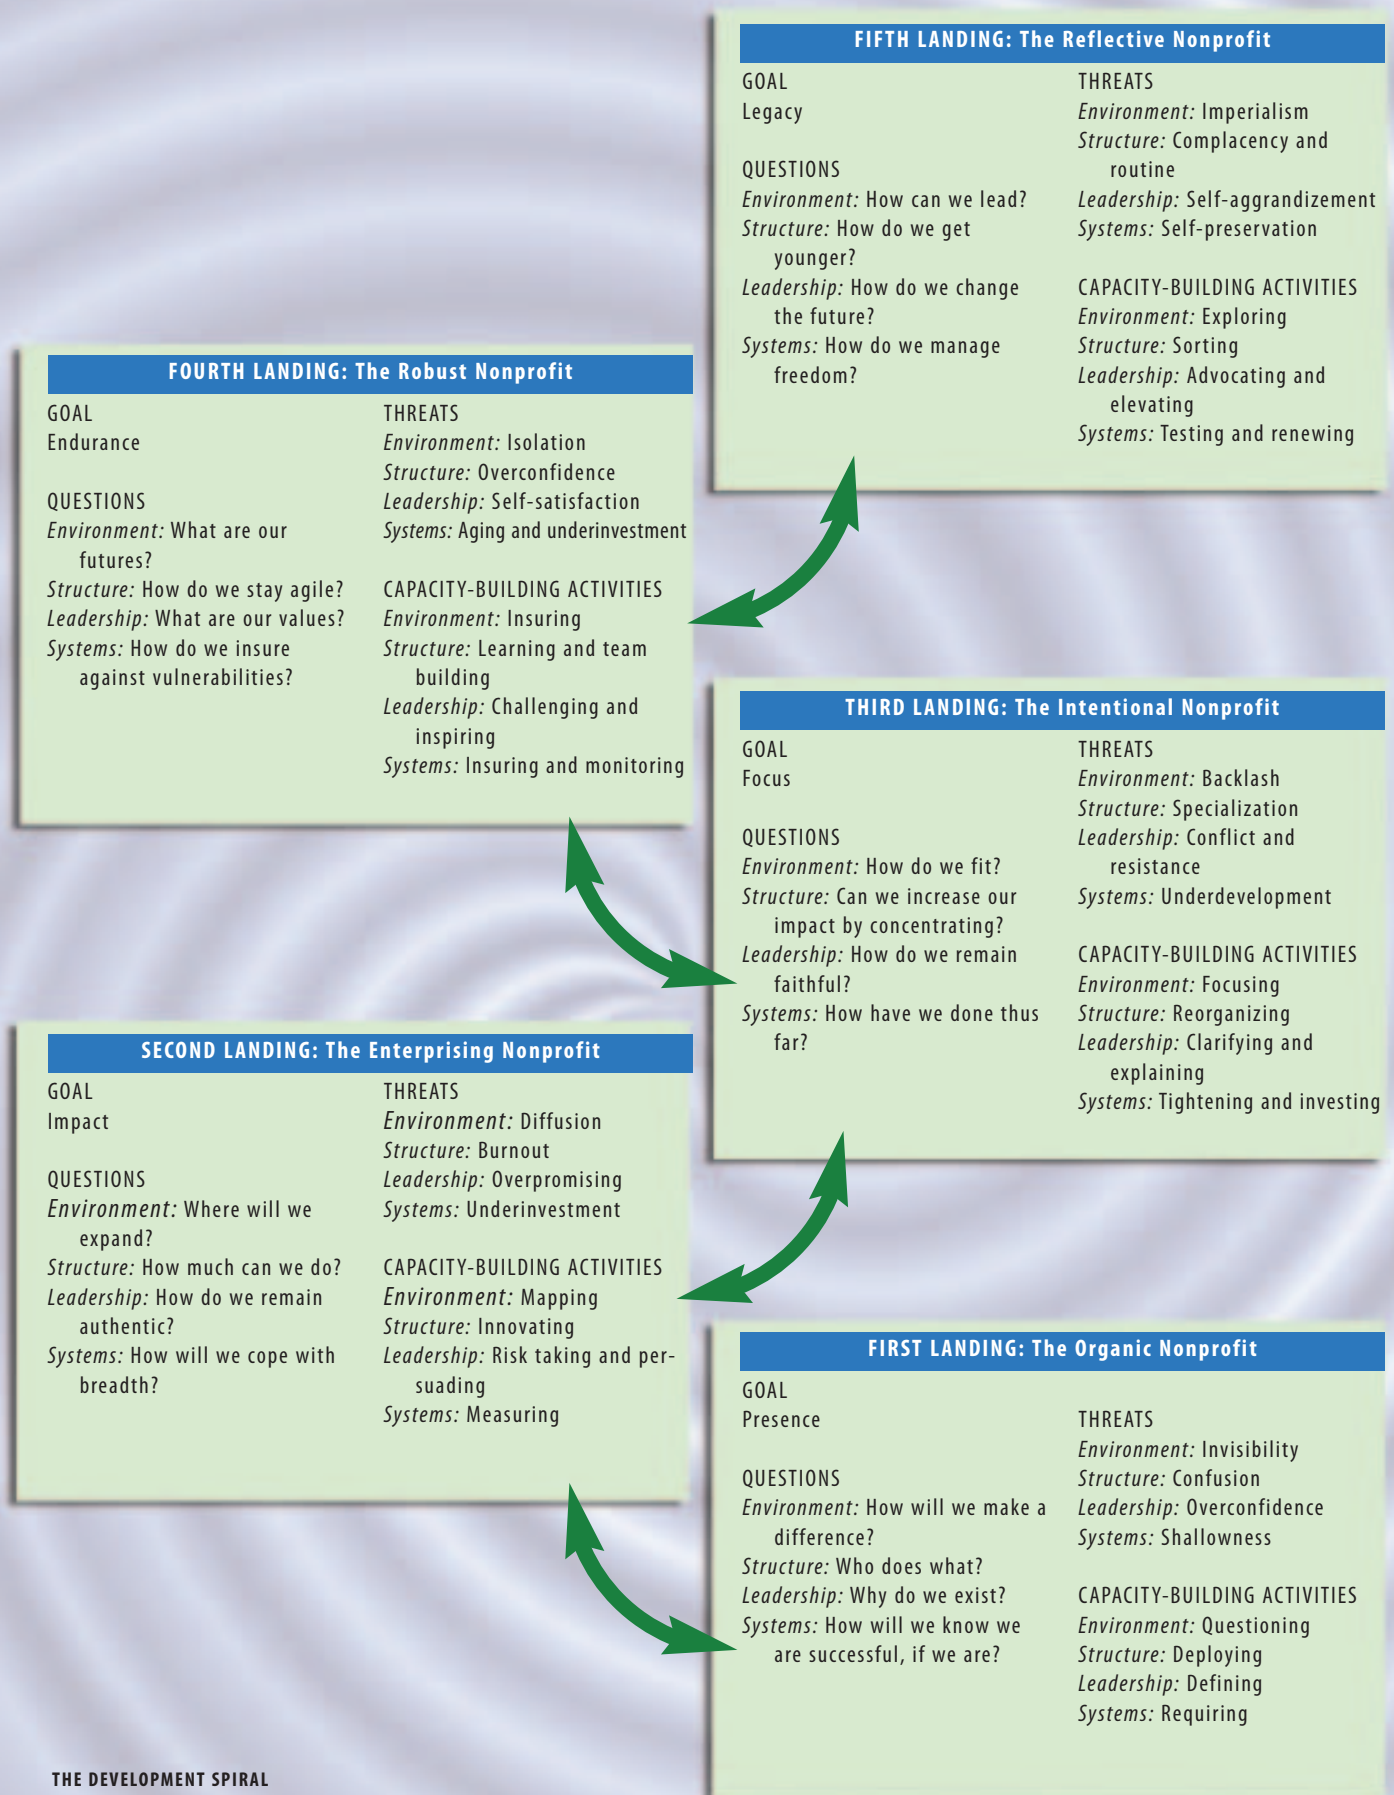 FIFTH LANDING: The Reflective Nonprofit
GOAL
Legacy
QUESTIONS
Environment: How can we lead?
Structure: How do we get
younger?
Leadership: How do we change
the future?
Systems: How do we manage
freedom?
THREATS
Environment: Imperialism
Structure: Complacency and
routine
Leadership: Self-aggrandizement
Systems: Self-preservation
CAPACITY-BUILDING ACTIVITIES
Environment: Exploring
Structure: Sorting
Leadership: Advocating and
elevating
Systems: Testing and renewing
FOURTH LANDING: The Robust Nonprofit
GOAL
Endurance
QUESTIONS
Environment: What are our
futures?
Structure: How do we stay agile?
Leadership: What are our values?
Systems: How do we insure
against vulnerabilities?
THREATS
Environment: Isolation
Structure: Overconfidence
Leadership: Self-satisfaction
Systems: Aging and underinvestment
CAPACITY-BUILDING ACTIVITIES
Environment: Insuring
Structure: Learning and team
building
Leadership: Challenging and
inspiring
Systems: Insuring and monitoring
THIRD LANDING: The Intentional Nonprofit
GOAL
Focus
QUESTIONS
Environment: How do we fit?
Structure: Can we increase our
impact by concentrating?
Leadership: How do we remain
faithful?
Systems: How have we done thus
far?
THREATS
Environment: Backlash
Structure: Specialization
Leadership: Conflict and
resistance
Systems: Underdevelopment
CAPACITY-BUILDING ACTIVITIES
Environment: Focusing
Structure: Reorganizing
Leadership: Clarifying and
explaining
Systems: Tightening and investing
SECOND LANDING: The Enterprising Nonprofit
GOAL
Impact
QUESTIONS
Environment: Where will we
expand?
Structure: How much can we do?
Leadership: How do we remain
authentic?
Systems: How will we cope with
breadth?
THREATS
Environment: Diffusion
Structure: Burnout
Leadership: Overpromising
Systems: Underinvestment
CAPACITY-BUILDING ACTIVITIES
Environment: Mapping
Structure: Innovating
Leadership: Risk taking and per-
suading
Systems: Measuring
FIRST LANDING: The Organic Nonprofit
GOAL
Presence
QUESTIONS
Environment: How will we make a
difference?
Structure: Who does what?
Leadership: Why do we exist?
Systems: How will we know we
are successful, if we are?
THREATS
Environment: Invisibility
Structure: Confusion
Leadership: Overconfidence
Systems: Shallowness
CAPACITY-BUILDING ACTIVITIES
Environment: Questioning
Structure: Deploying
Leadership: Defining
Systems: Requiring
THE DEVELOPMENT SPIRAL